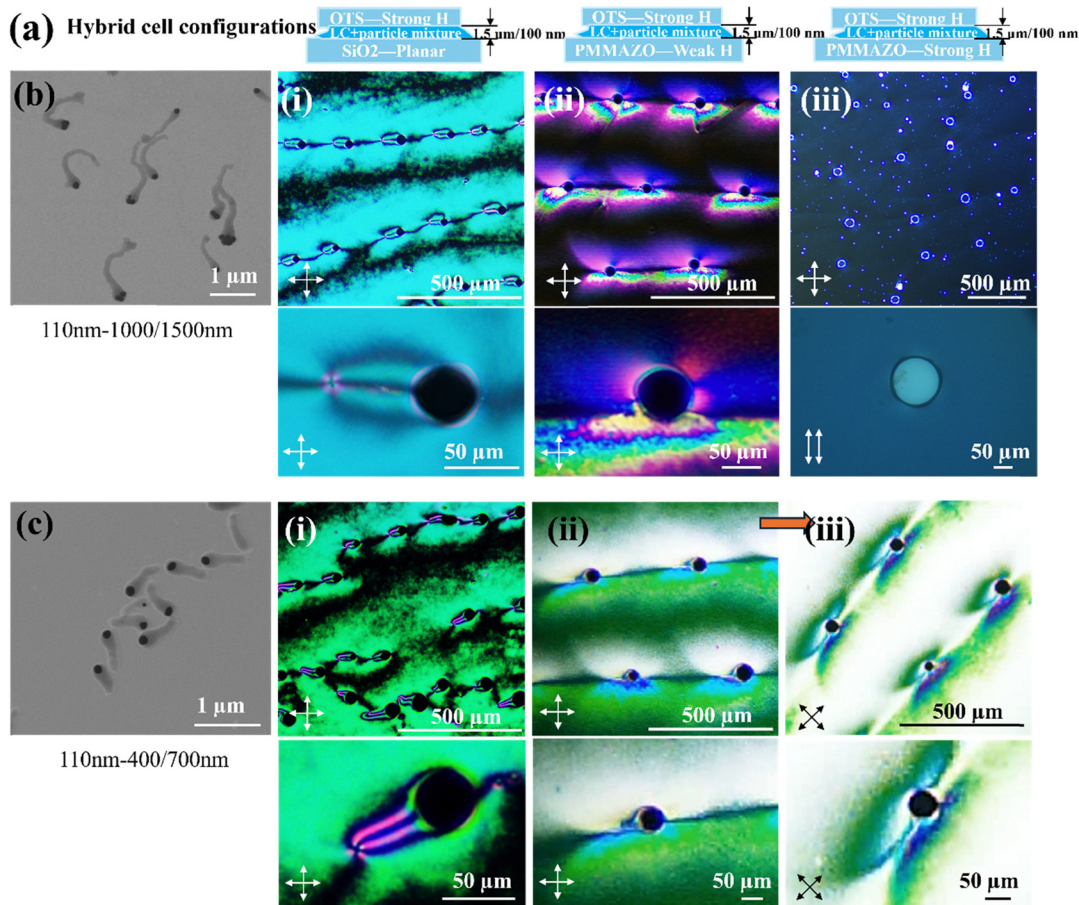 (a) Hybrid cell configurations
OTS—Strong H
LC+particle mixture
SiO2—Planar
1.5 μm/100 nm
OTS—Strong H
LC+particle mixture
PMMAZO—Weak H
1.5 μm/100 nm
OTS—Strong H
LC+particle mixture
PMMAZO—Strong H
1.5 μm/100 nm
(b)
1 μm
110nm-1000/1500nm
(i)
500 μm
(ii)
500 μm
(iii)
500 μm
50 μm
50 μm
50 μm
(c)
1 μm
110nm-400/700nm
(i)
500 μm
(ii)
500 μm
(iii)
500 μm
50 μm
50 μm
50 μm